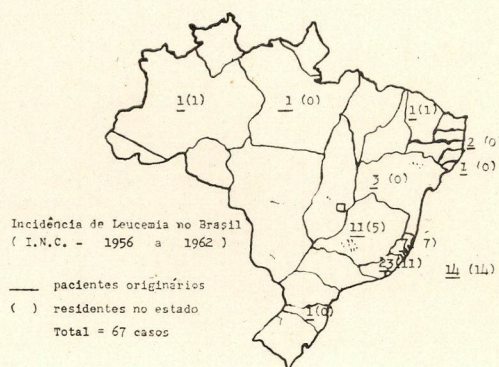 1(1)
1 (0)
1(1)
2 (0
1 (0)
3 (0)
11(5)
7)
23(11)
14 (14)
1(0)
Incidência de Leucemia no Brasil
( I.N.C. - 1956 a 1962 )
pacientes originários
( ) residentes no estado
Total = 67 casos